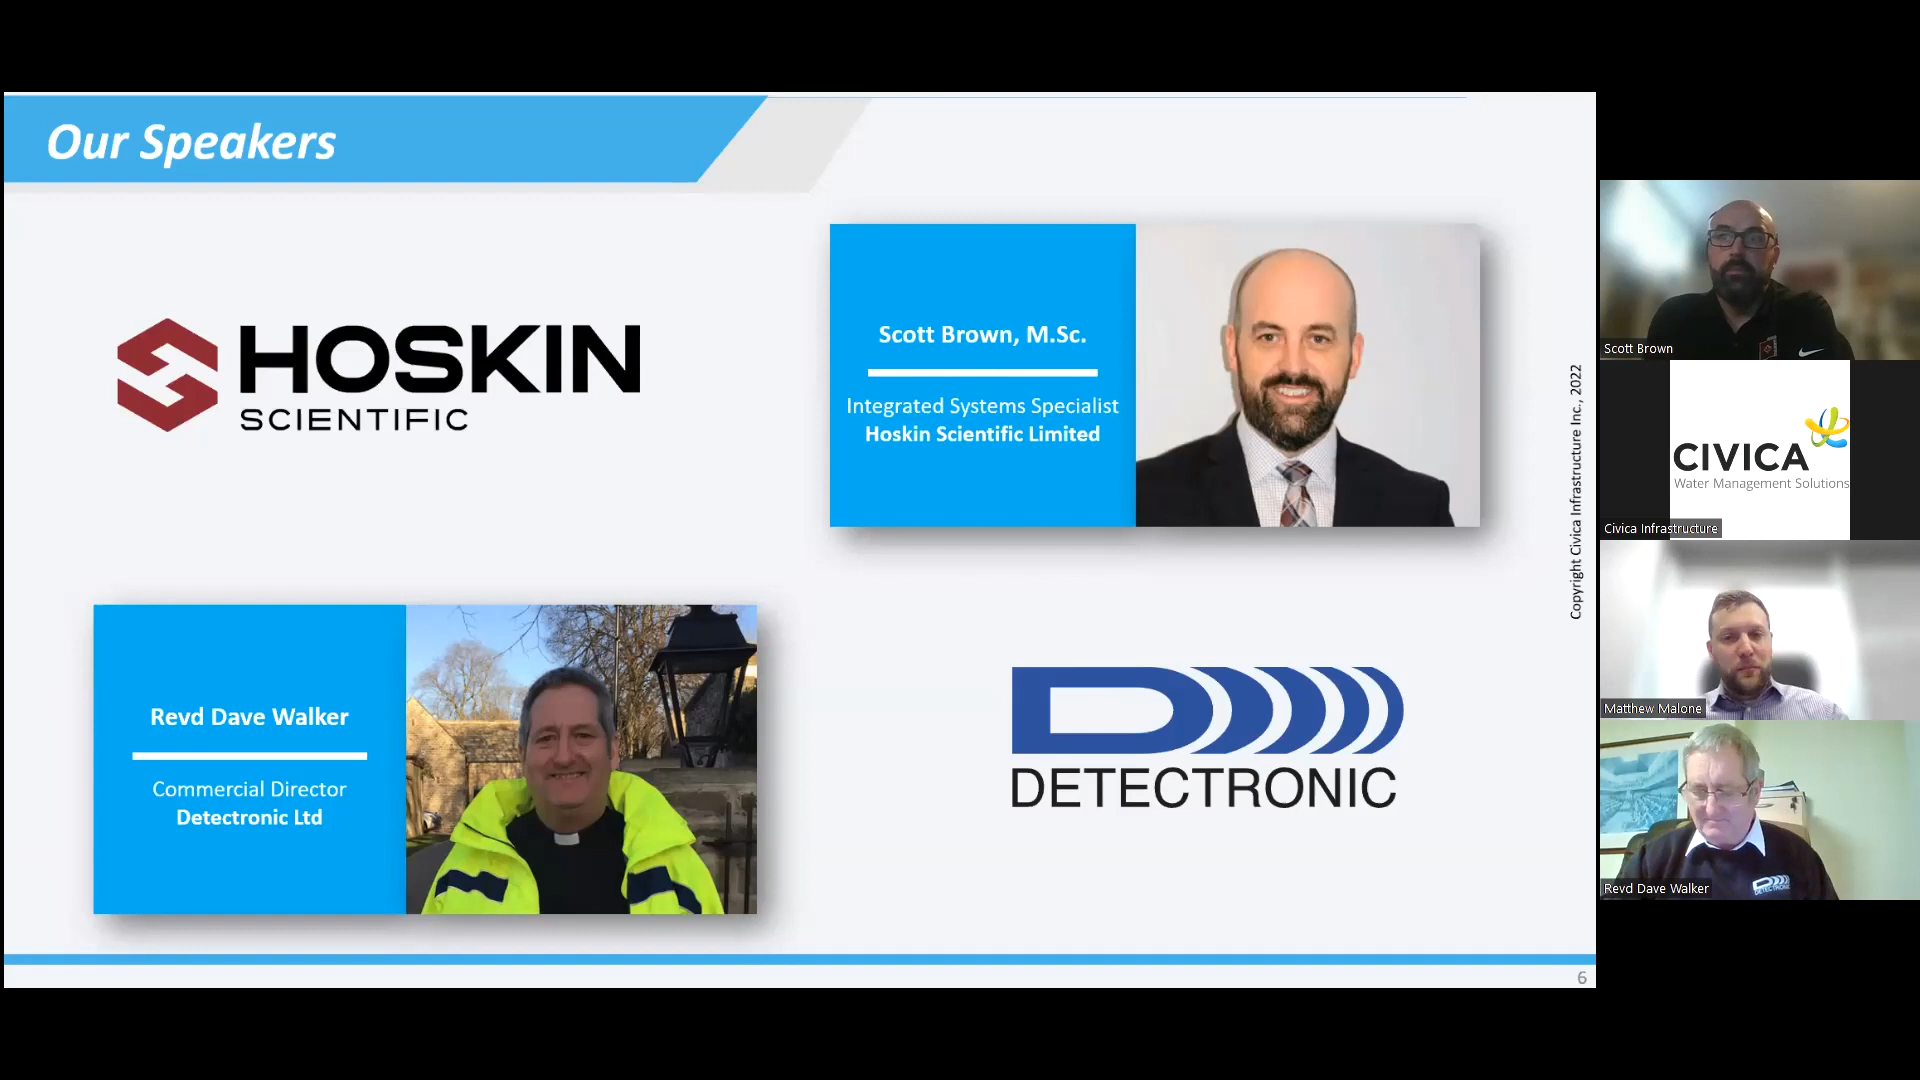 Our Speakers
HOSKIN
SCIENTIFIC
Scott Brown, M.Sc.
Integrated Systems Specialist
Hoskin Scientific Limited
Revd Dave Walker
Commercial Director
Detectronic Ltd
DETECTRONIC
Copyright Civica Infrastructure Inc., 2022
6
Scott Brown
CIVICA
Water Management Solutions
Civica Infrastructure
Matthew Malone
DETECTRONIC
Revd Dave Walker